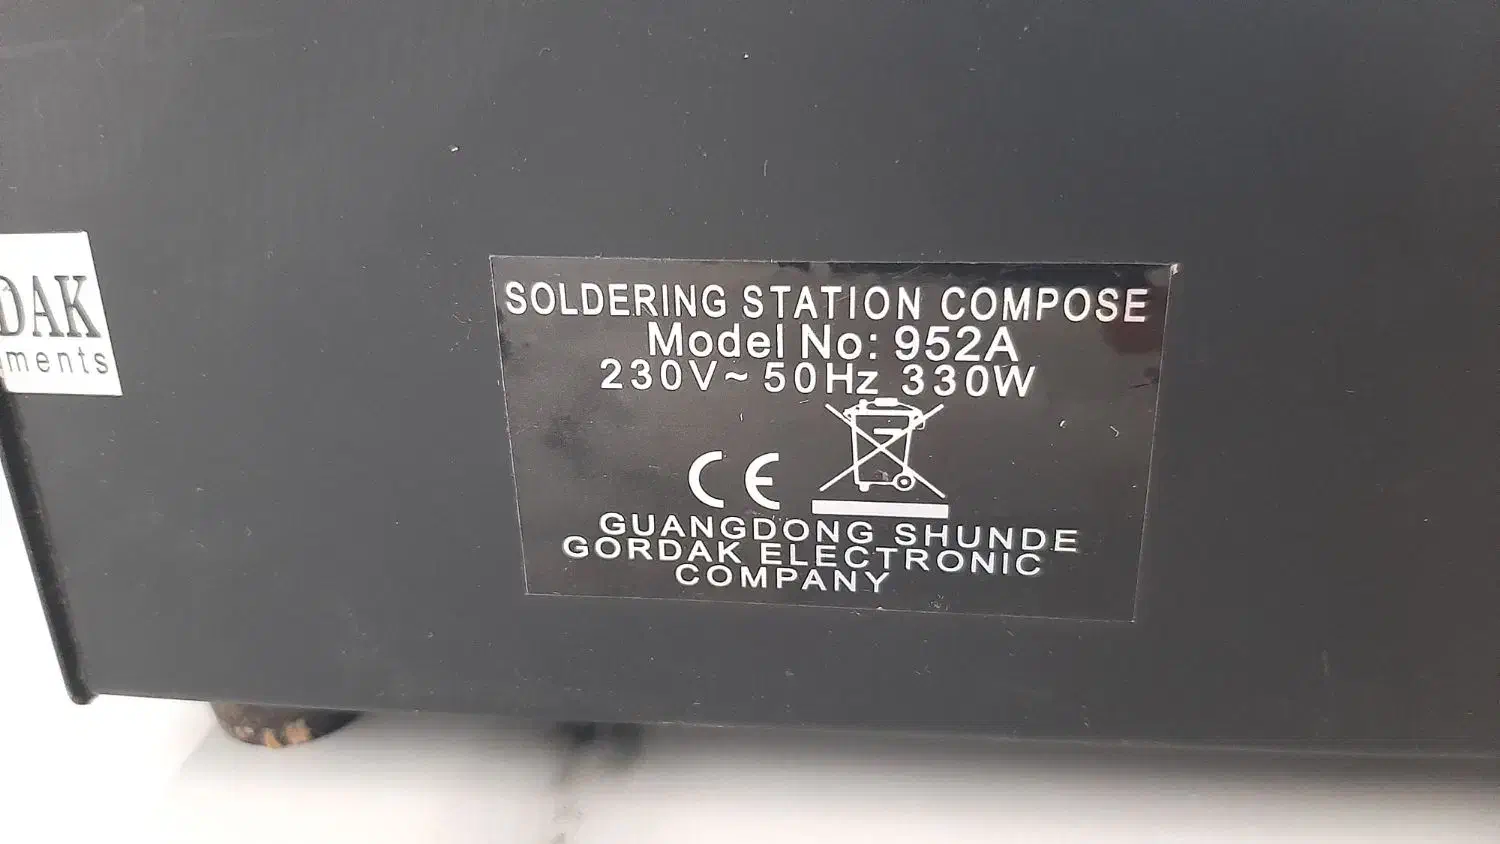 DAK
ments
SOLDERING STATION COMPOSE
Model No: 952A
230V~ 50Hz 330W
CE
GUANGDONG SHUNDE
GORDAK ELECTRONIC
COMPANY